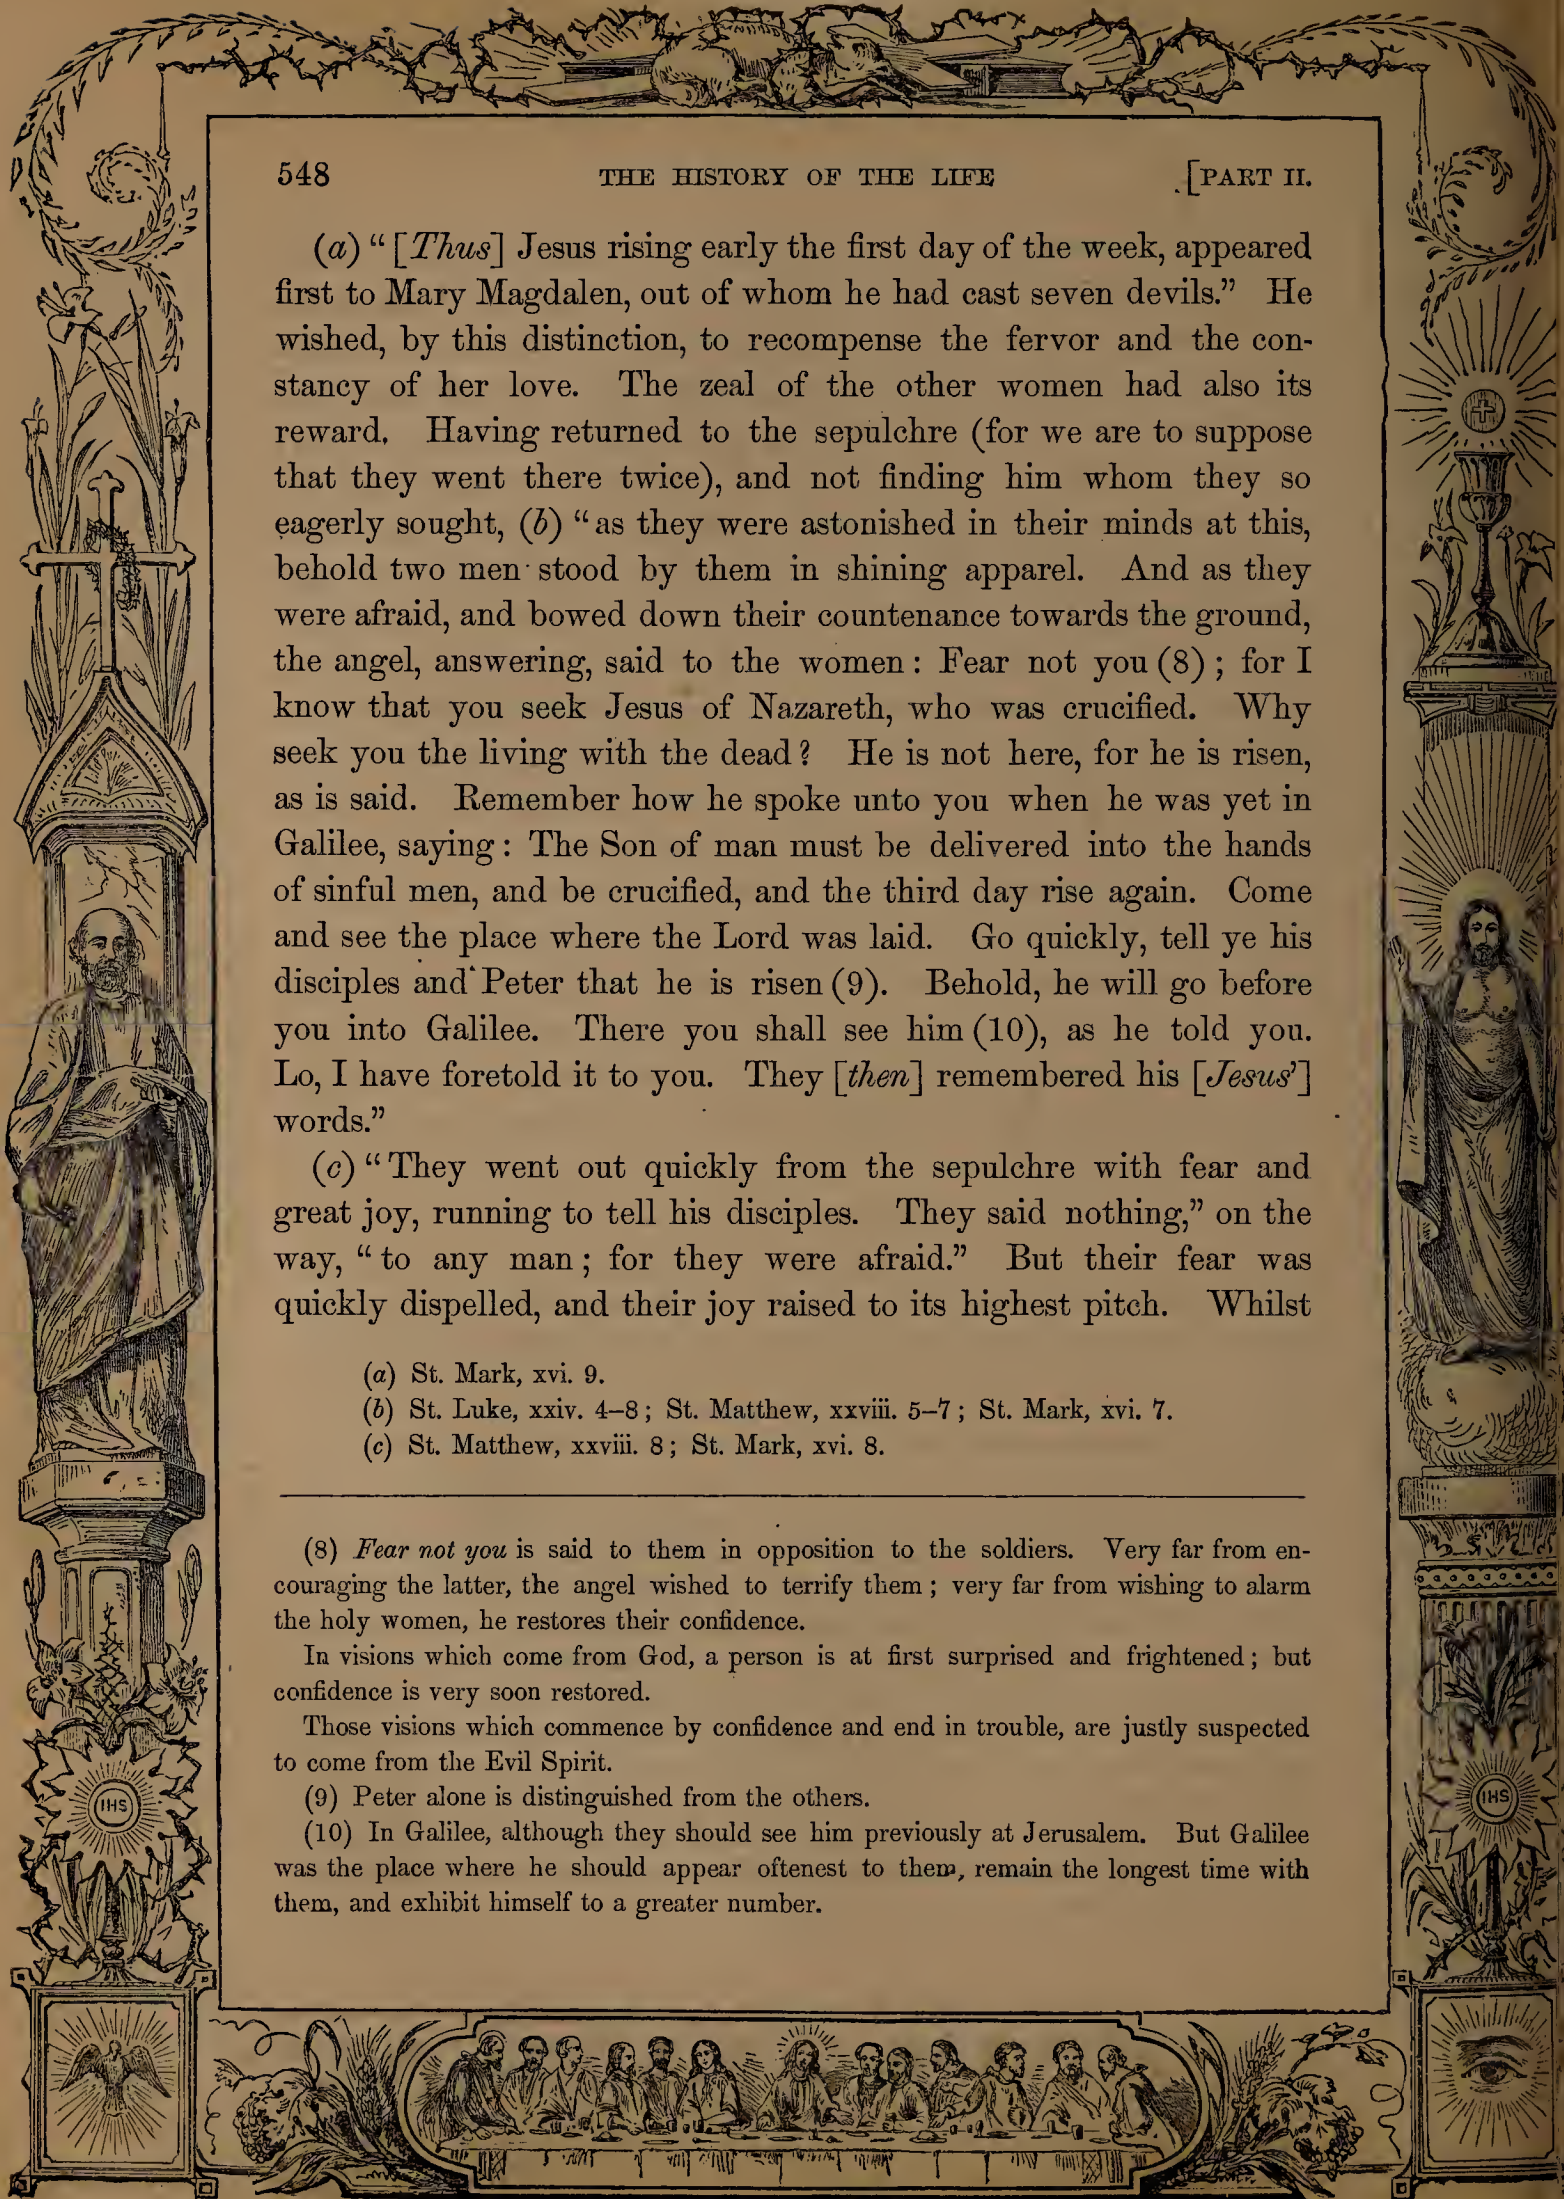 548 THE HISTORY OF THE LIFE [PART II.
(a) “[Thus] Jesus rising early the first day of the week, appeared
first to Mary Magdalen, out of whom he had cast seven devils.” He
wished, by this distinction, to recompense the fervor and the con-
stancy of her love. The zeal of the other women had also its
reward. Having returned to the sepulchre (for we are to suppose
that they went there twice), and not finding him whom they so
eagerly sought, (b) “as they were astonished in their minds at this,
behold two men stood by them in shining apparel. And as they
were afraid, and bowed down their countenance towards the ground,
the angel, answering, said to the women: Fear not you (8); for I
know that you seek Jesus of Nazareth, who was crucified. Why
seek you the living with the dead? He is not here, for he is risen,
as is said. Remember how he spoke unto you when he was yet in
Galilee, saying: The Son of man must be delivered into the hands
of sinful men, and be crucified, and the third day rise again. Come
and see the place where the Lord was laid. Go quickly, tell ye his
disciples and Peter that he is risen (9). Behold, he will go before
you into Galilee. There you shall see him (10), as he told you.
Lo, I have foretold it to you. They [then] remembered his [Jesus’]
words.”
(c) “They went out quickly from the sepulchre with fear and
great joy, running to tell his disciples. They said nothing,” on the
way, “to any man; for they were afraid.” But their fear was
quickly dispelled, and their joy raised to its highest pitch. Whilst
(a) St. Mark, xvi. 9.
(b) St. Luke, xxiv. 4–8; St. Matthew, xxviii. 5–7; St. Mark, xvi. 7.
(c) St. Matthew, xxviii. 8; St. Mark, xvi. 8.
(8) Fear not you is said to them in opposition to the soldiers. Very far from en-
couraging the latter, the angel wished to terrify them; very far from wishing to alarm
the holy women, he restores their confidence.
In visions which come from God, a person is at first surprised and frightened; but
confidence is very soon restored.
Those visions which commence by confidence and end in trouble, are justly suspected
to come from the Evil Spirit.
(9) Peter alone is distinguished from the others.
(10) In Galilee, although they should see him previously at Jerusalem. But Galilee
was the place where he should appear oftenest to them, remain the longest time with
them, and exhibit himself to a greater number.
IHS
IHS